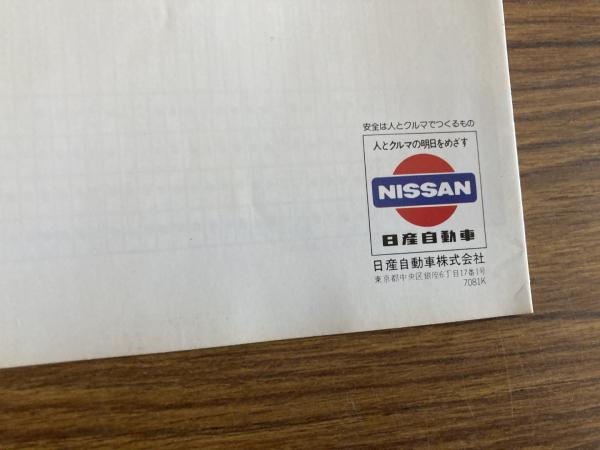 安全は人とクルマでつくるもの
人とクルマの明日をめざす
NISSAN
日産自動車
日産自動車株式会社
東京都中央区銀座6丁目17番1号
7081K